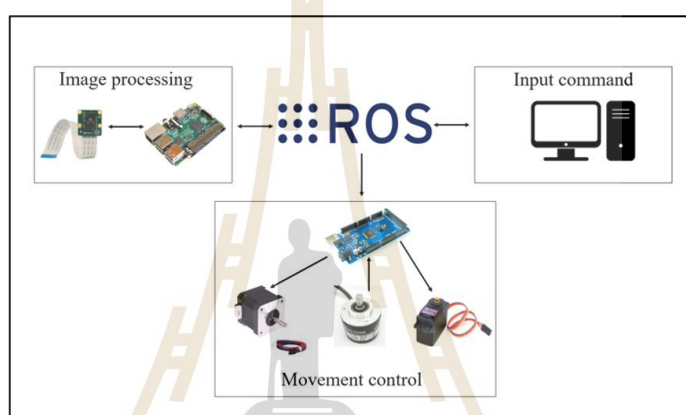 Image processing
Input command
ROS
Movement control